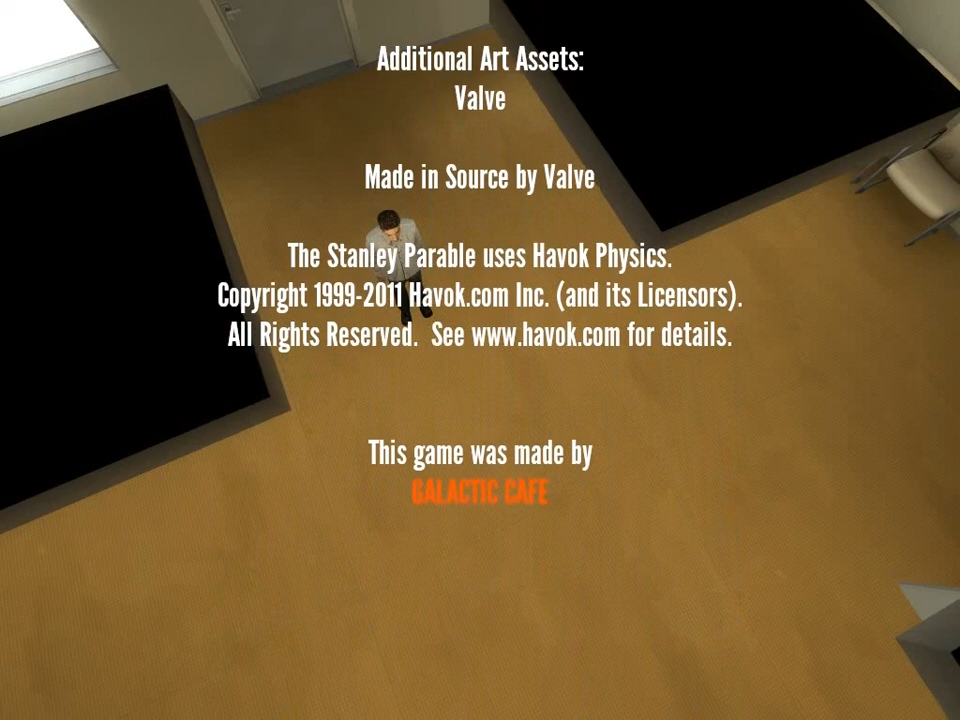 Additional Art Assets:
Valve
Made in Source by Valve
The Stanley Parable uses Havok Physics.
Copyright 1999-2011 Havok.com Inc. (and its Licensors).
All Rights Reserved.  See www.havok.com for details.
This game was made by
GALACTIC CAFE